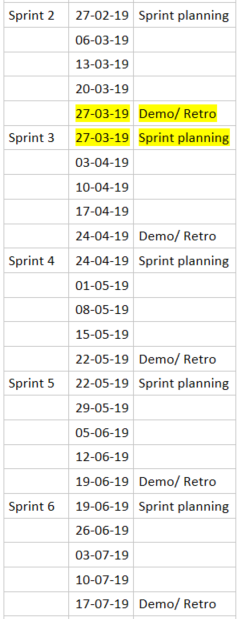 Sprint 2 27-02-19 Sprint planning
06-03-19
13-03-19
20-03-19
27-03-19 Demo/ Retro
Sprint 3 27-03-19 Sprint planning
03-04-19
10-04-19
17-04-19
24-04-19 Demo/ Retro
Sprint 4 24-04-19 Sprint planning
01-05-19
08-05-19
15-05-19
22-05-19 Demo/ Retro
Sprint 5 22-05-19 Sprint planning
29-05-19
05-06-19
12-06-19
19-06-19 Demo/ Retro
Sprint 6 19-06-19 Sprint planning
26-06-19
03-07-19
10-07-19
17-07-19 Demo/ Retro